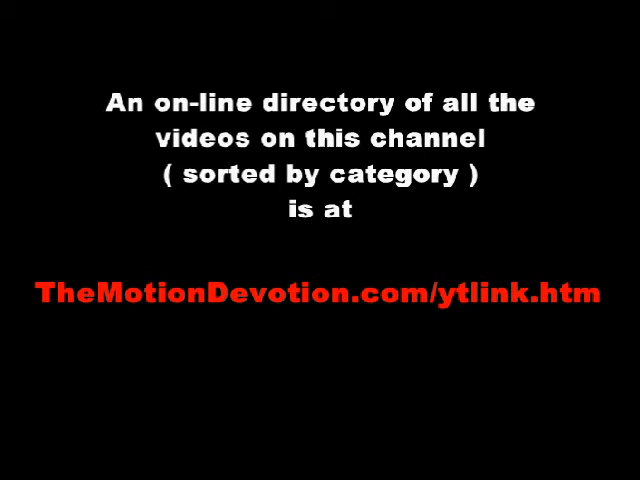 An on-line directory of all the
videos on this channel
( sorted by category )
is at
TheMotionDevotion.com/ytlink.htm